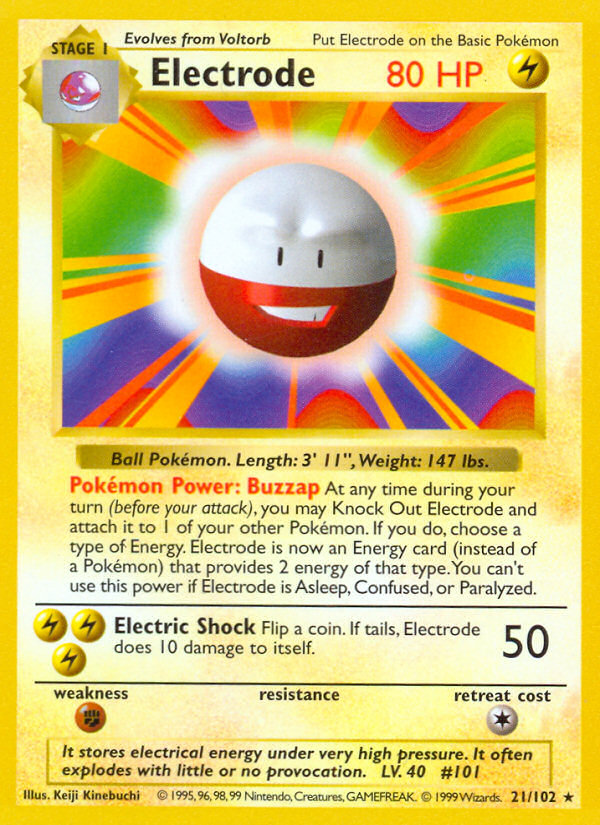 STAGE 1
Evolves from Voltorb
Put Electrode on the Basic Pokémon
Electrode
80 HP
Ball Pokémon. Length: 3' 11", Weight: 147 lbs.
Pokémon Power: Buzzap At any time during your
turn (before your attack), you may Knock Out Electrode and
attach it to 1 of your other Pokémon. If you do, choose a
type of Energy. Electrode is now an Energy card (instead of
a Pokémon) that provides 2 energy of that type. You can't
use this power if Electrode is Asleep, Confused, or Paralyzed.
Electric Shock Flip a coin. If tails, Electrode
does 10 damage to itself.
50
weakness
resistance
retreat cost
It stores electrical energy under very high pressure. It often
explodes with little or no provocation. LV. 40 #101
Illus. Keiji Kinebuchi © 1995, 96, 98, 99 Nintendo, Creatures, GAMEFREAK. © 1999 Wizards. 21/102 ★